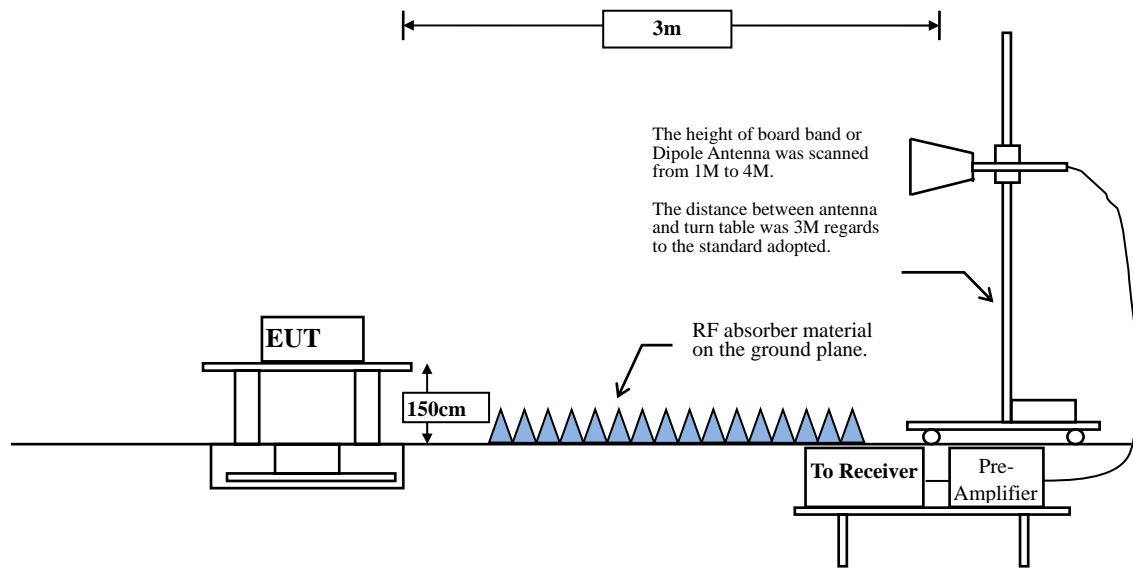 3m
The height of board band or
Dipole Antenna was scanned
from 1M to 4M.
The distance between antenna
and turn table was 3M regards
to the standard adopted.
EUT
RF absorber material
on the ground plane.
150cm
To Receiver
Pre-
Amplifier